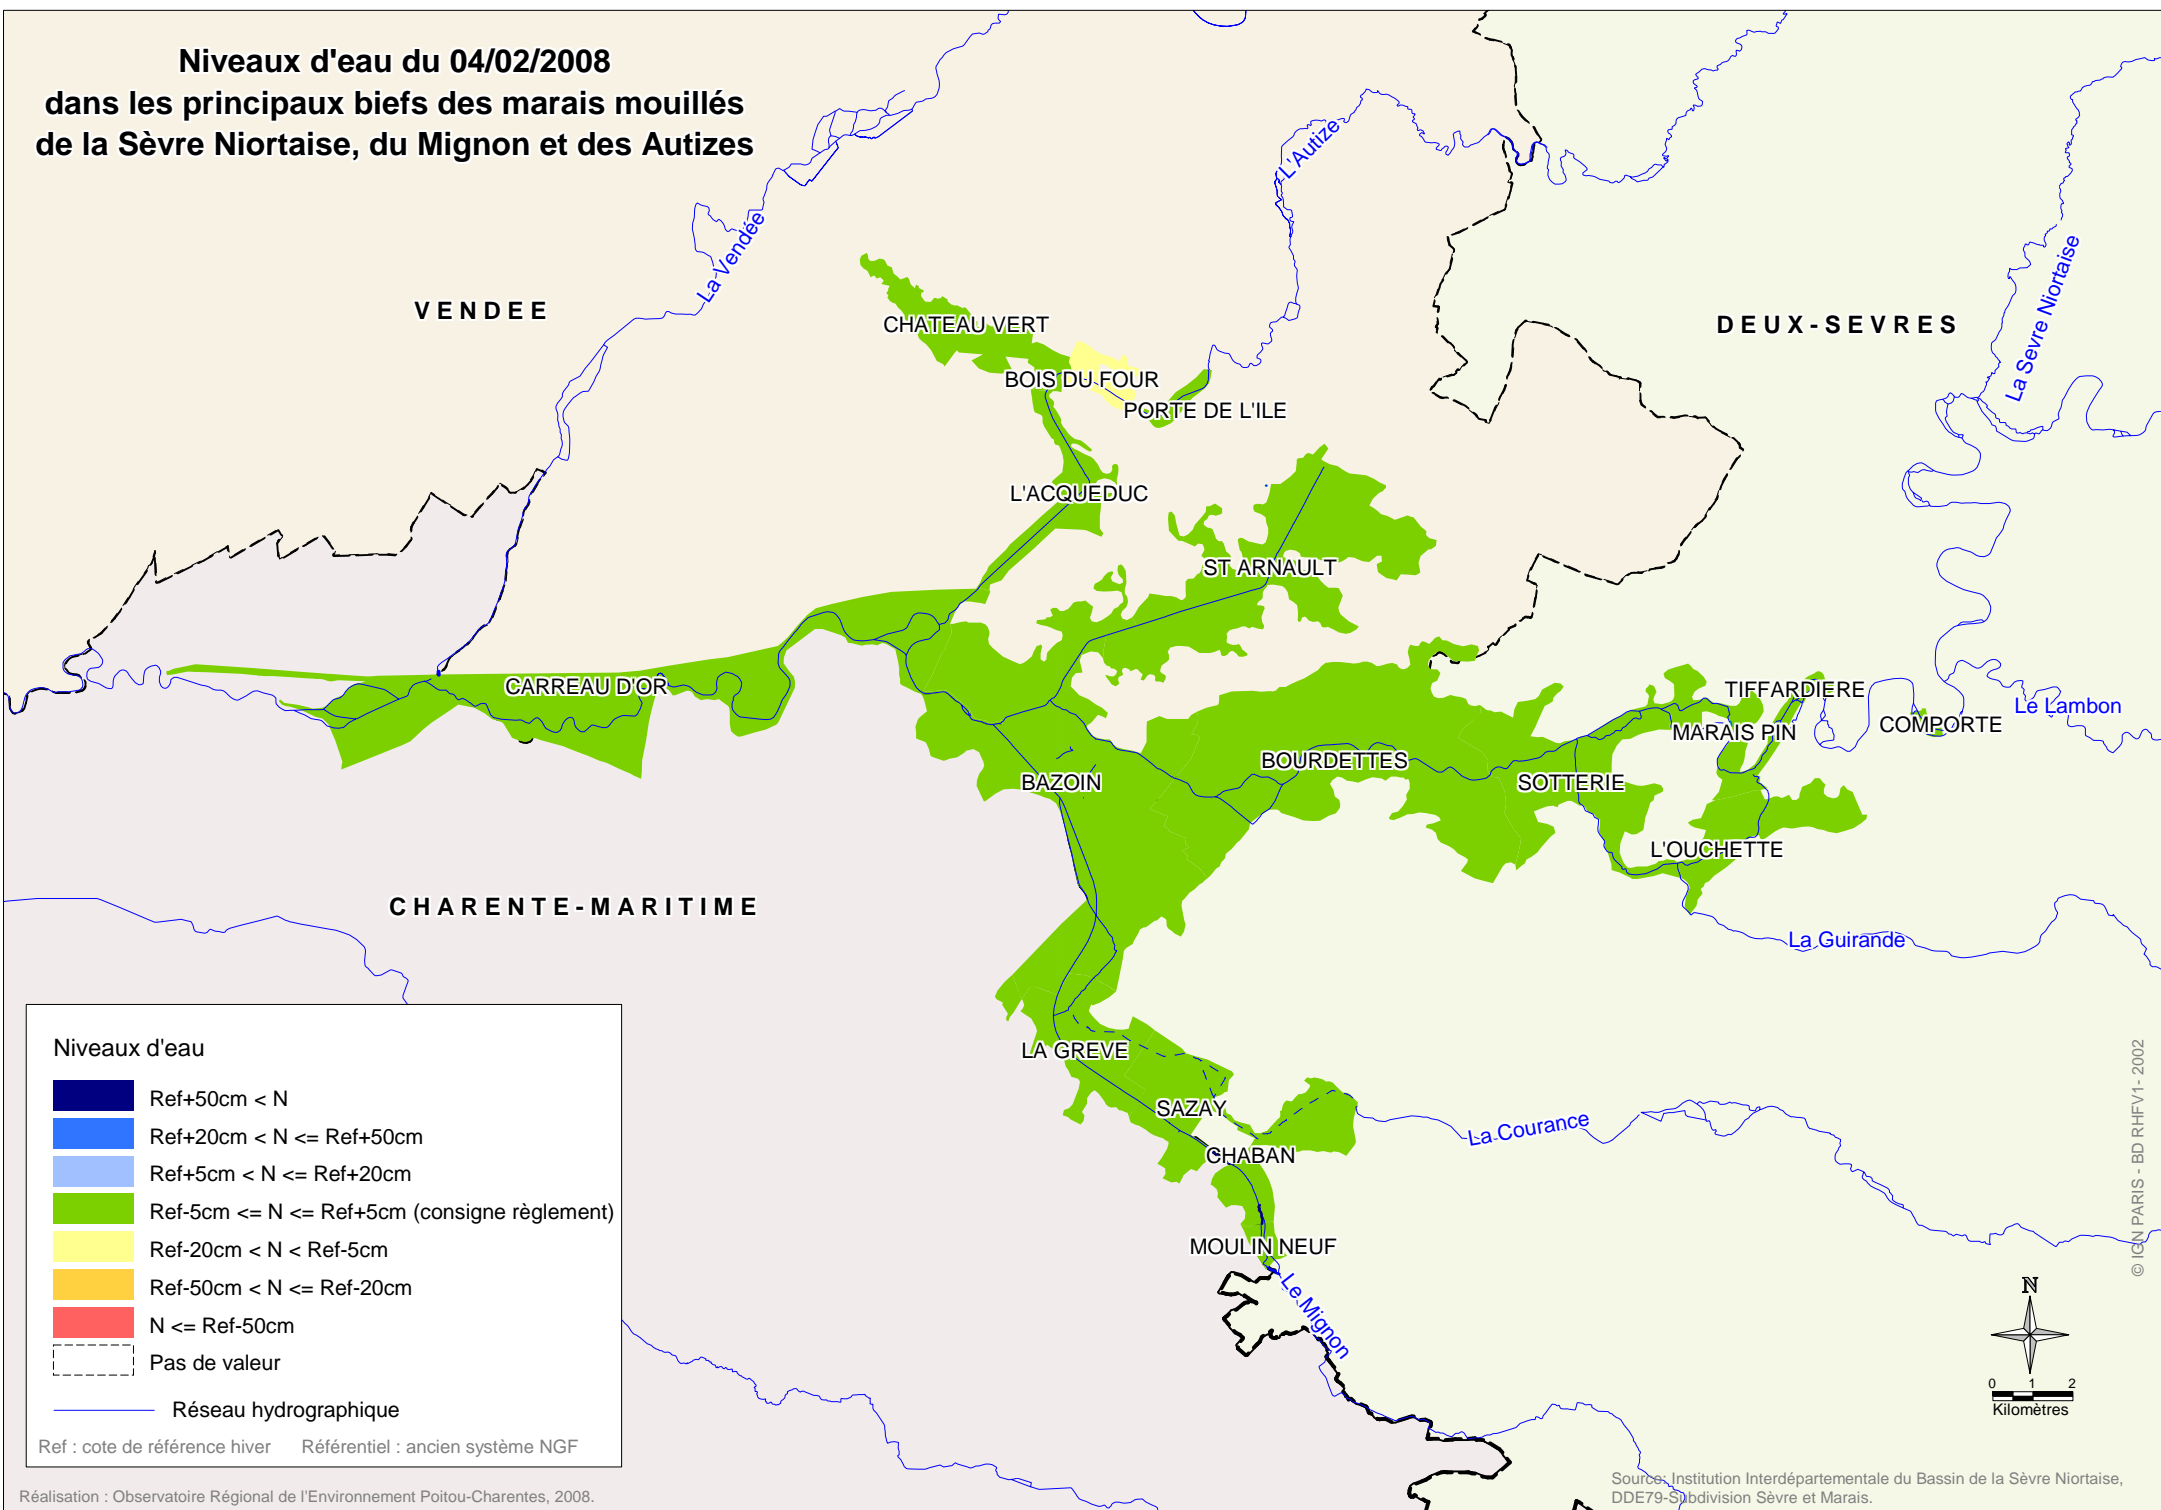 Niveaux d'eau du 04/02/2008
dans les principaux biefs des marais mouillés
de la Sèvre Niortaise, du Mignon et des Autizes
L'Autize
La Vendée
La Sevre Niortaise
VENDEE
DEUX-SEVRES
CHATEAU VERT
BOIS DU FOUR
PORTE DE L'ILE
L'ACQUEDUC
ST ARNAULT
CARREAU D'OR
TIFFARDIERE
Le Lambon
MARAIS PIN
COMPORTE
BOURDETTES
BAZOIN
SOTTERIE
L'OUCHETTE
CHARENTE-MARITIME
La Guirande
LA GREVE
SAZAY
La Courance
CHABAN
MOULIN NEUF
Le Mignon
Niveaux d'eau
Ref+50cm < N
Ref+20cm < N <= Ref+50cm
Ref+5cm < N <= Ref+20cm
Ref-5cm <= N <= Ref+5cm (consigne règlement)
Ref-20cm < N < Ref-5cm
Ref-50cm < N <= Ref-20cm
N <= Ref-50cm
Pas de valeur
Réseau hydrographique
Ref : cote de référence hiver Référentiel : ancien système NGF
© IGN PARIS - BD RHFV1- 2002
N
0 1 2
Kilomètres
Réalisation : Observatoire Régional de l'Environnement Poitou-Charentes, 2008.
Source: Institution Interdépartementale du Bassin de la Sèvre Niortaise,
DDE79-Subdivision Sèvre et Marais.